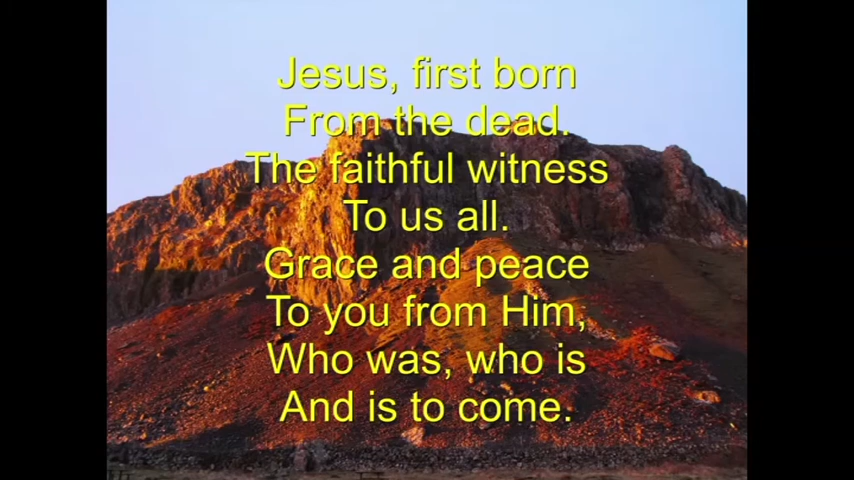 Jesus, first born
From the dead.
The faithful witness
To us all.
Grace and peace
To you from Him,
Who was, who is
And is to come.